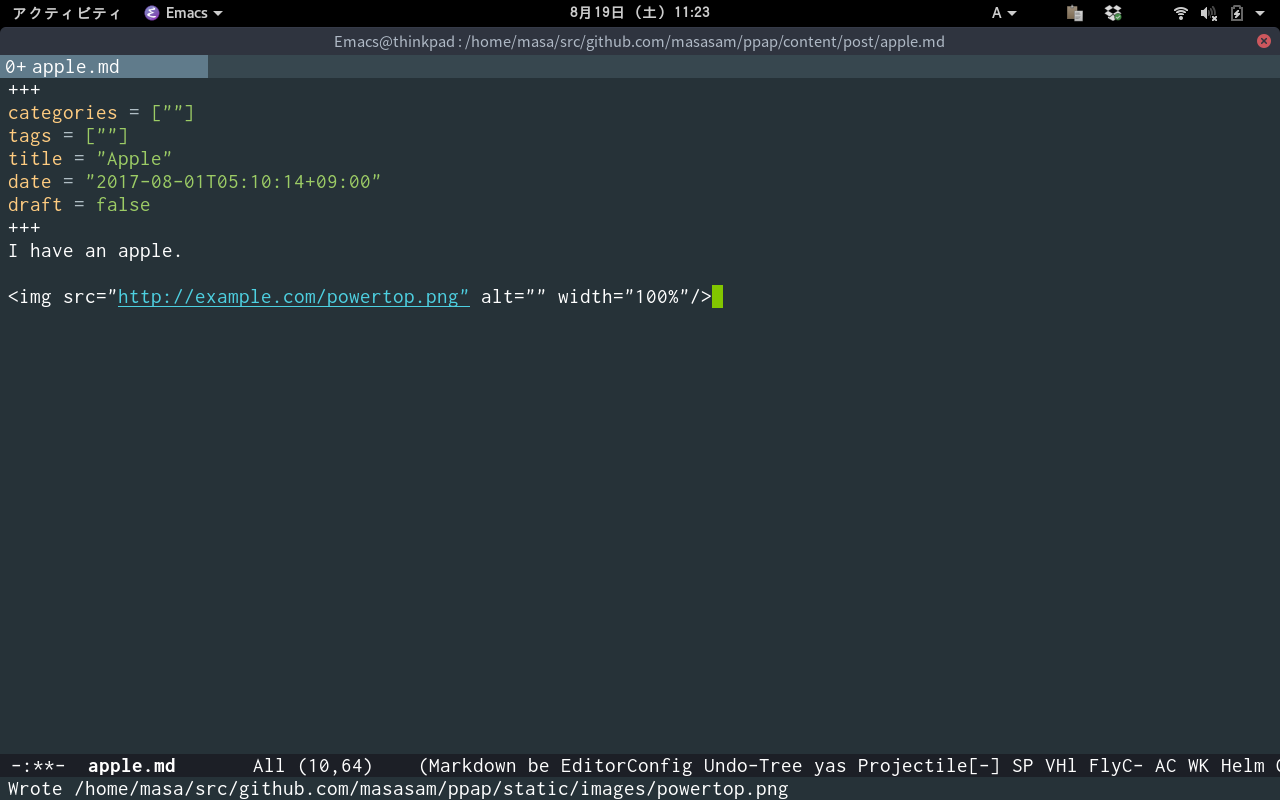 アクティビティ Emacs 8月19日 (土) 11:23 A
Emacs@thinkpad : /home/masa/src/github.com/masasam/ppap/content/post/apple.md
0+ apple.md
+++
categories = [""]
tags = [""]
title = "Apple"
date = "2017-08-01T05:10:14+09:00"
draft = false
+++
I have an apple.
<img src="http://example.com/powertop.png" alt="" width="100%"/>
-:**- apple.md All (10,64) (Markdown be EditorConfig Undo-Tree yas Projectile[-] SP VHl FlyC- AC WK Helm
Wrote /home/masa/src/github.com/masasam/ppap/static/images/powertop.png